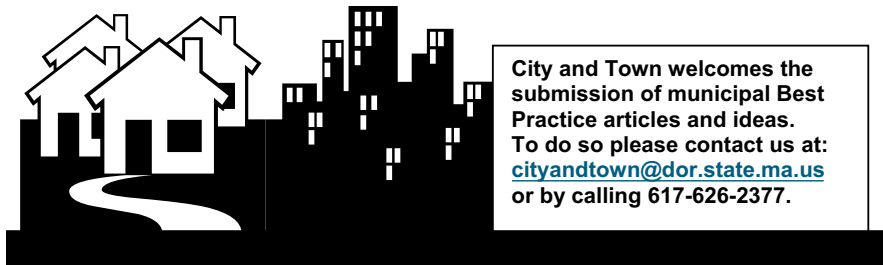 City and Town welcomes the
submission of municipal Best
Practice articles and ideas.
To do so please contact us at:
cityandtown@dor.state.ma.us
or by calling 617-626-2377.